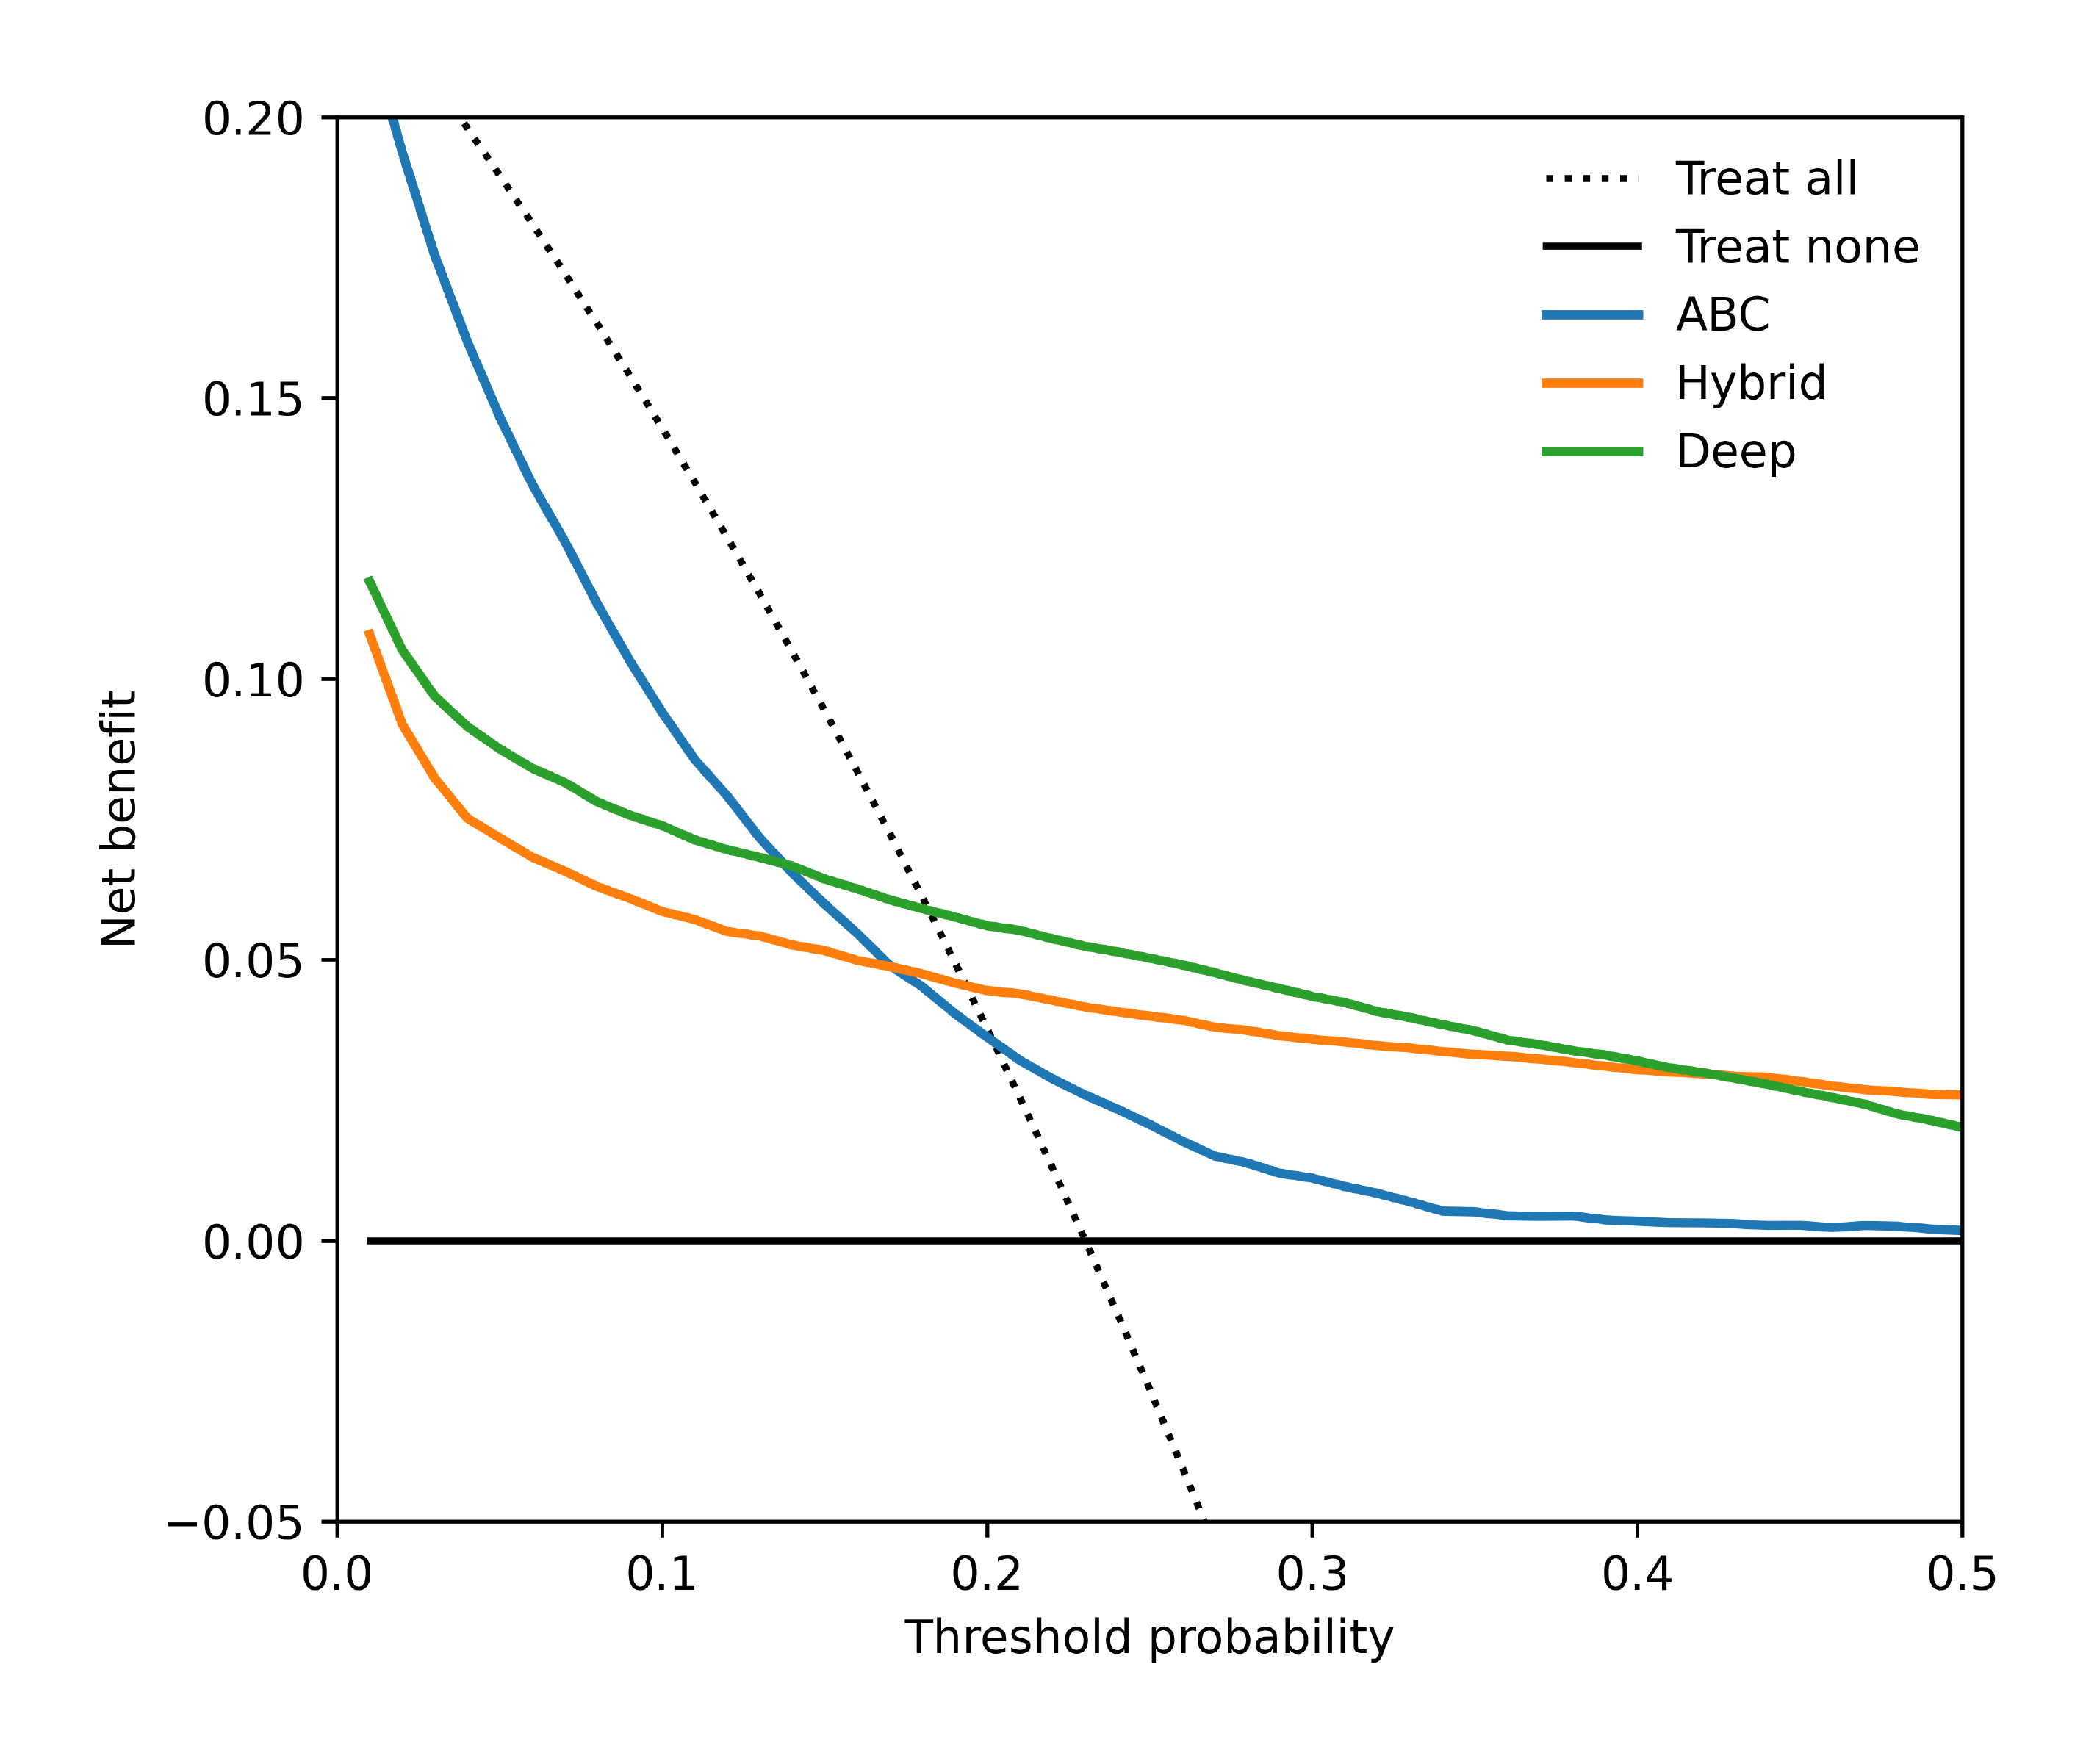 0.20
0.15
0.10
0.05
0.00
−0.05
Net benefit
0.0 0.1 0.2 0.3 0.4 0.5
Threshold probability
Treat all
Treat none
ABC
Hybrid
Deep